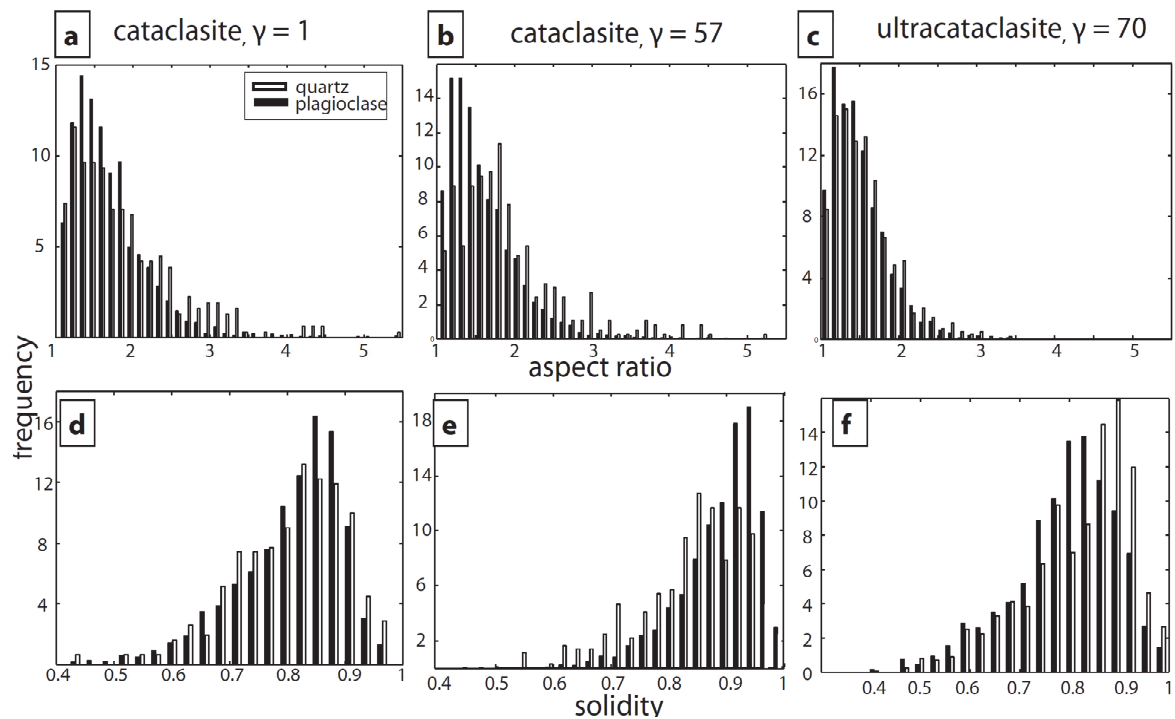 a cataclasite, γ = 1
b cataclasite, γ = 57
c ultracataclasite, γ = 70
quartz
plagioclase
15
10
5
1 2 3 4 5
14
12
10
8
6
4
2
0
1 2 3 4 5
16
12
8
4
0
1 2 3 4 5
aspect ratio
frequency
d
16
12
8
4
0.4 0.5 0.6 0.7 0.8 0.9 1
e
18
14
10
6
2
0.4 0.5 0.6 0.7 0.8 0.9 1
f
14
12
10
8
6
4
2
0
0.4 0.5 0.6 0.7 0.8 0.9 1
solidity